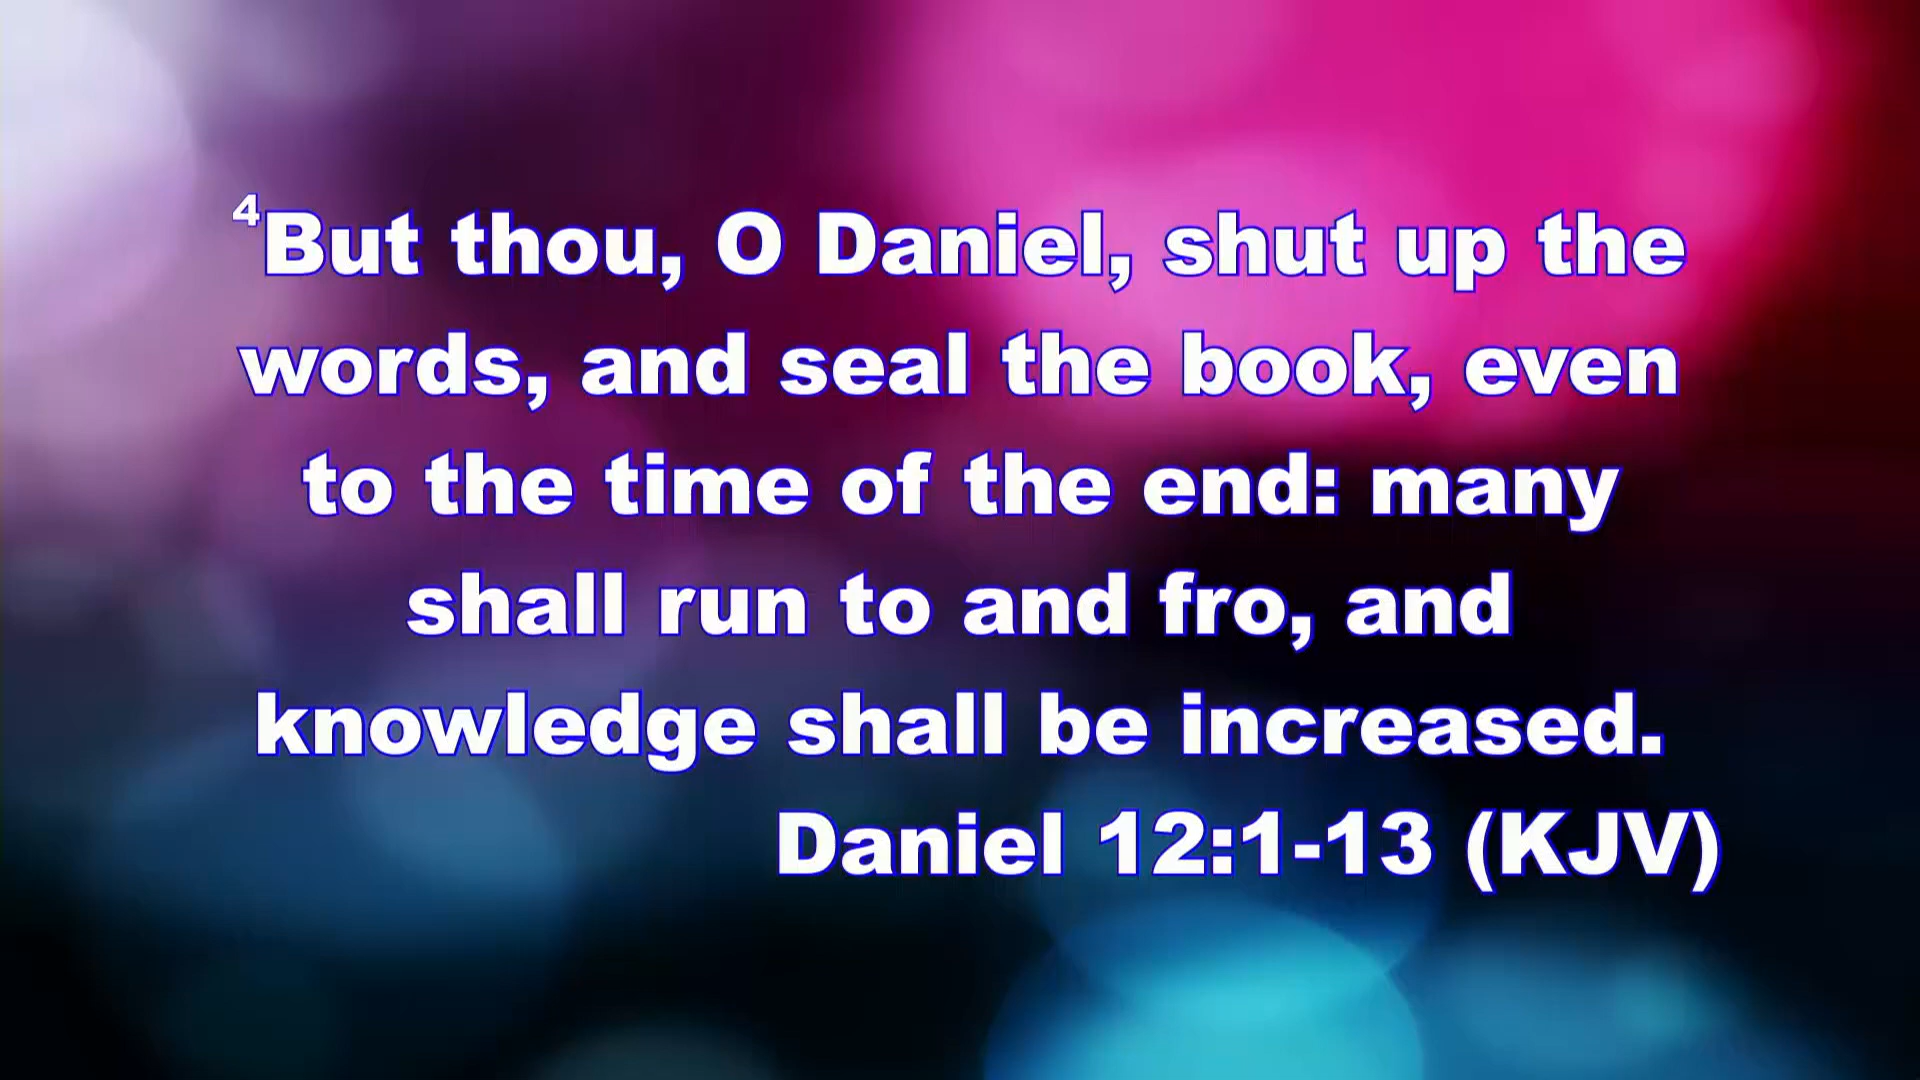 4But thou, O Daniel, shut up the
words, and seal the book, even
to the time of the end: many
shall run to and fro, and
knowledge shall be increased.
Daniel 12:1-13 (KJV)